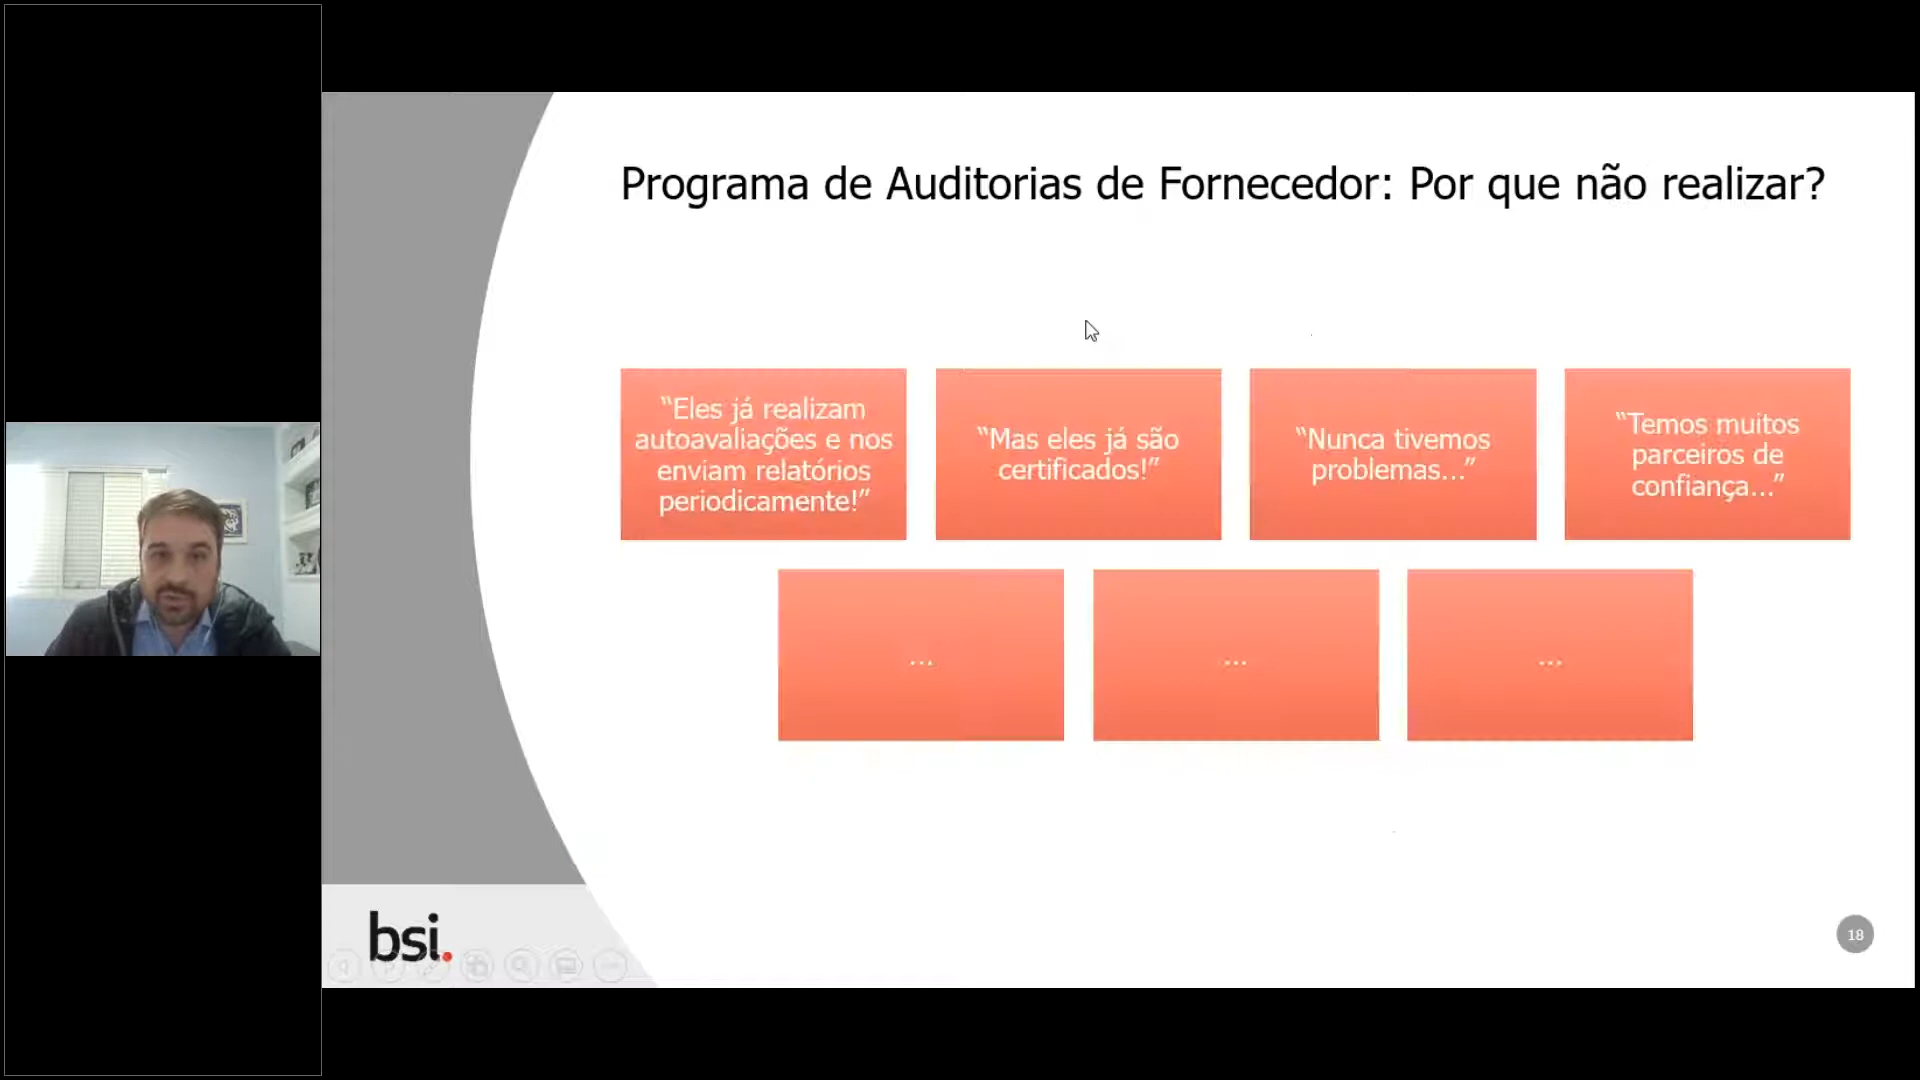 Programa de Auditorias de Fornecedor: Por que não realizar?
“Eles já realizam
autoavaliações e nos
enviam relatórios
periodicamente!”
“Mas eles já são
certificados!”
“Nunca tivemos
problemas...”
“Temos muitos
parceiros de
confiança...”
...
...
...
bsi.
18